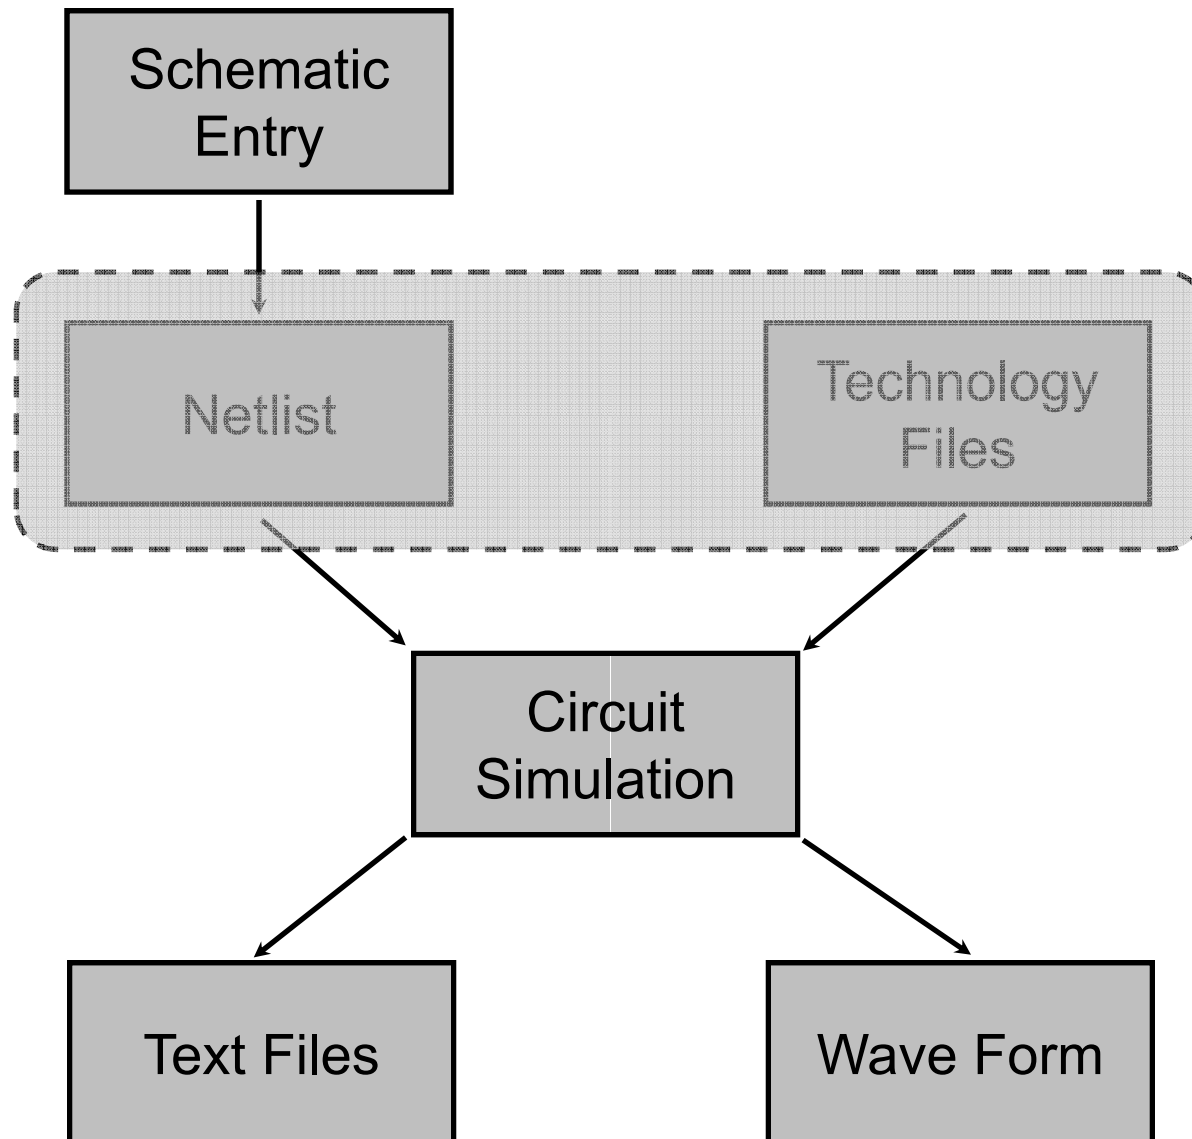 Schematic
Entry
Netlist
Technology
Files
Circuit
Simulation
Text Files
Wave Form